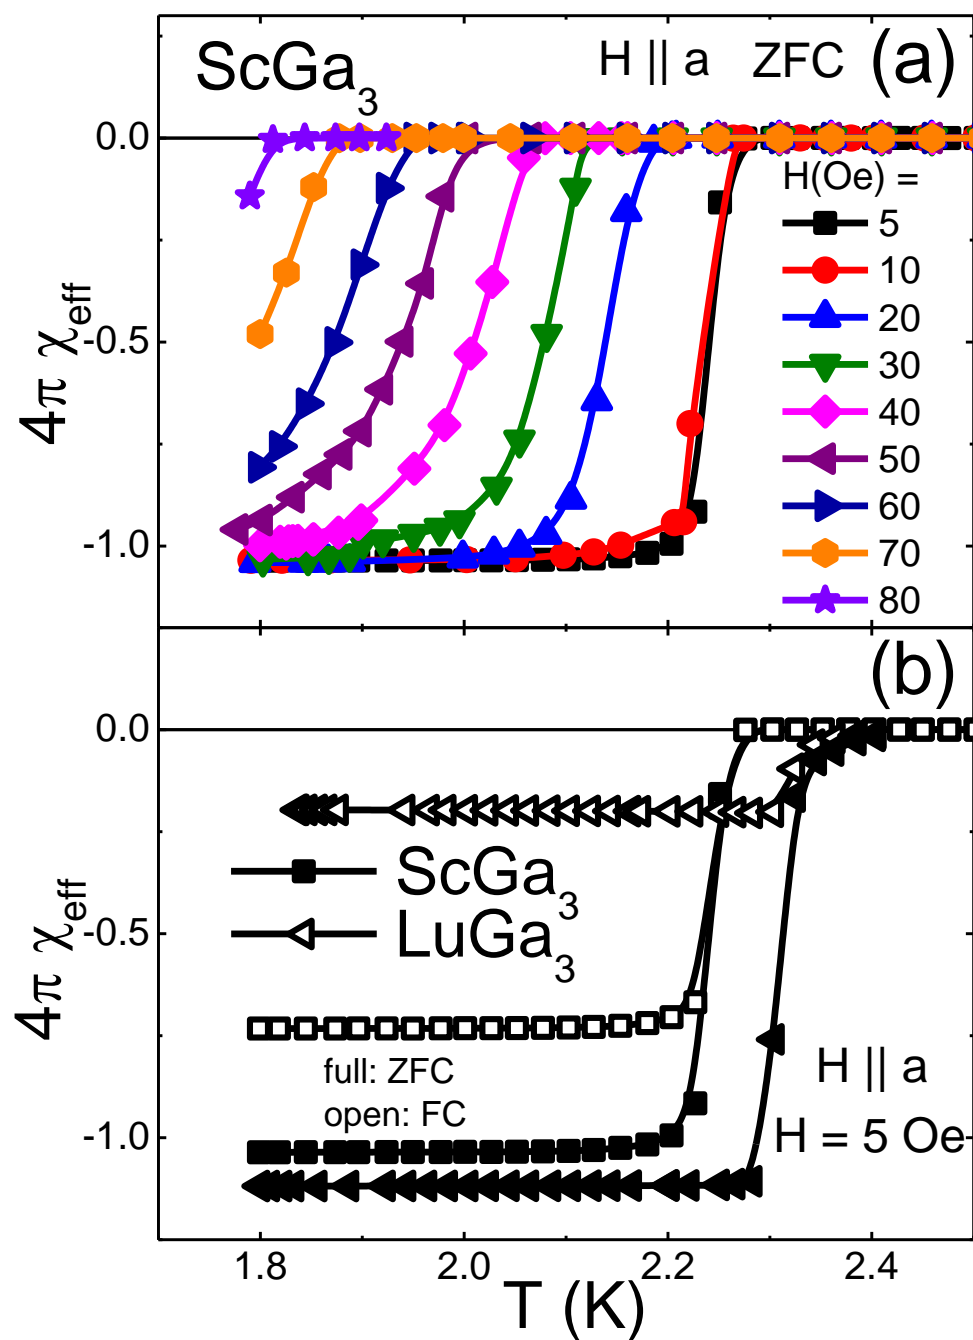 ScGa₃ H || a ZFC (a)
0.0
H(Oe) =
5
10
20
-0.5
30
40
50
60
-1.0
70
80
4π χeff
(b)
0.0
ScGa₃
LuGa₃
-0.5
full: ZFC
open: FC
H || a
H = 5 Oe
-1.0
4π χeff
1.8 2.0 2.2 2.4
T (K)